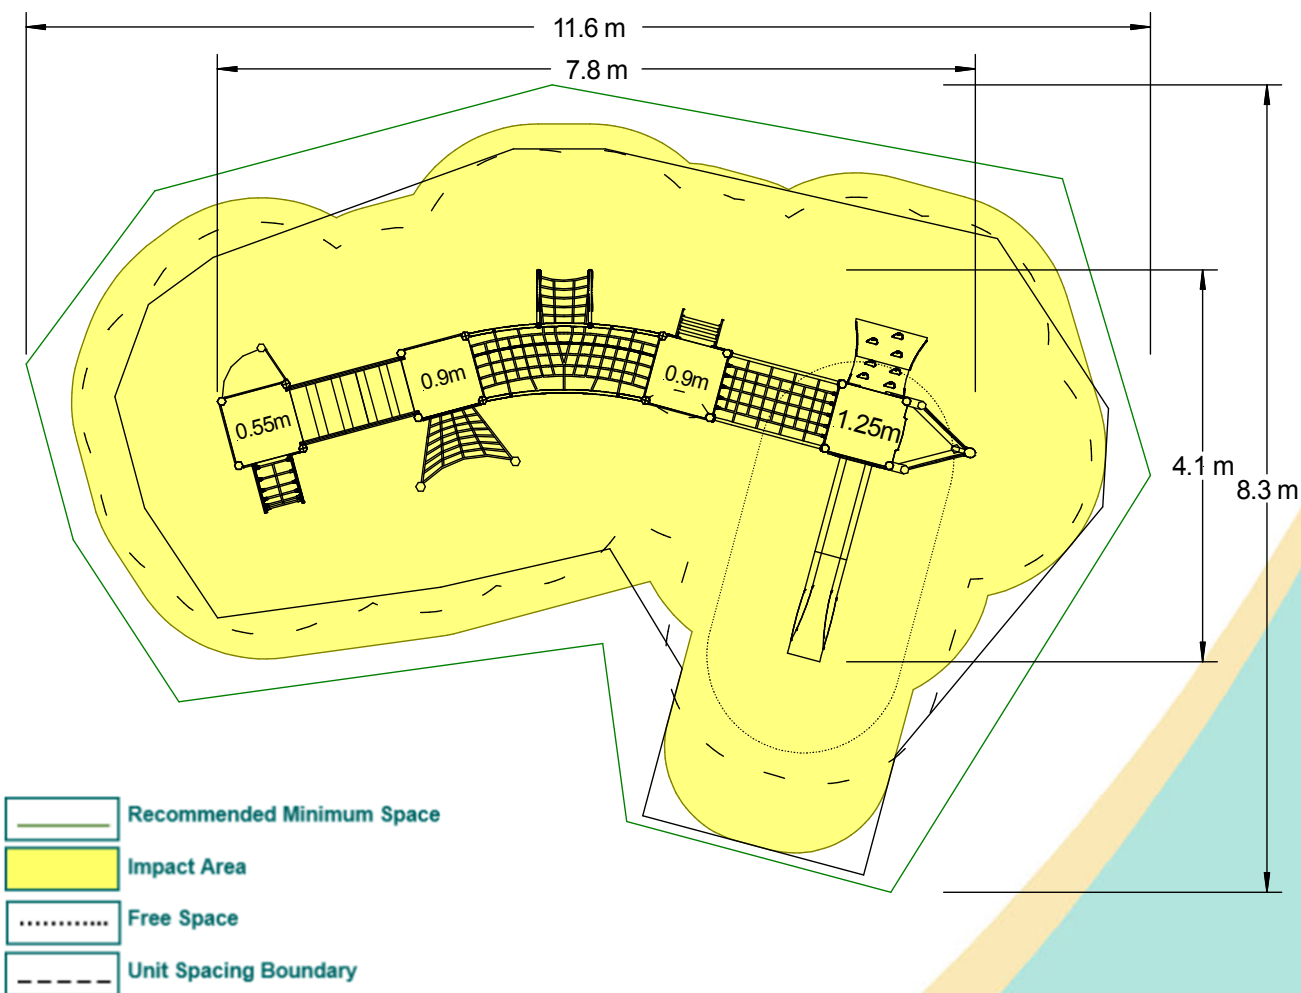 11.6 m
7.8 m
0.55m
0.9m
0.9m
1.25m
4.1 m
8.3 m
Recommended Minimum Space
Impact Area
Free Space
Unit Spacing Boundary